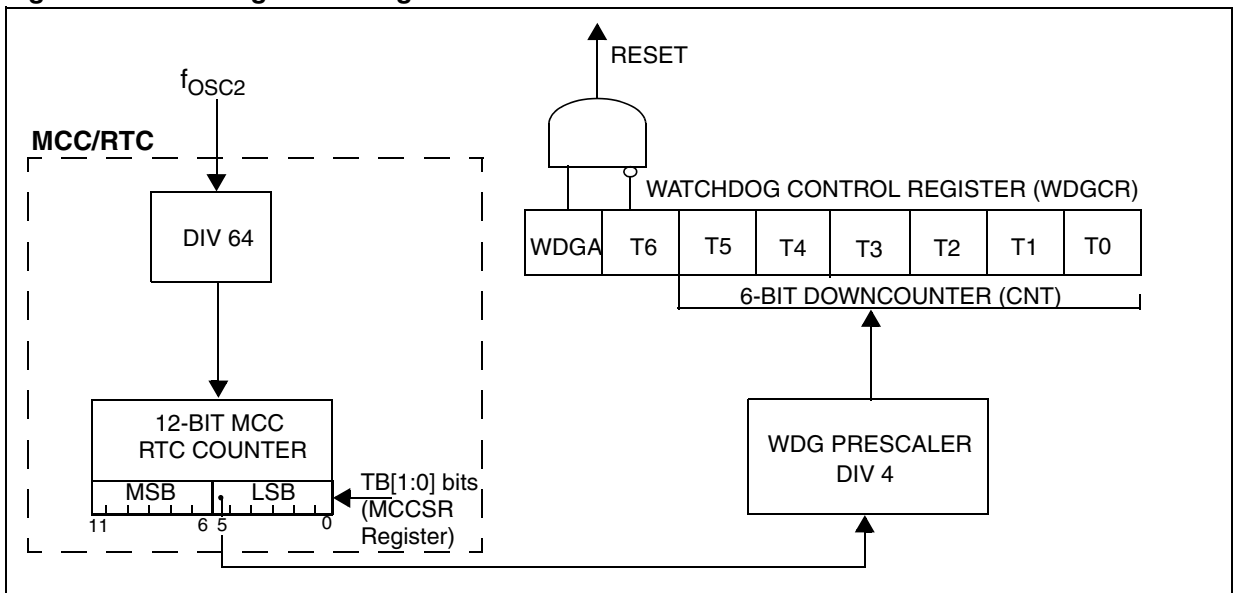 RESET
fOSC2
MCC/RTC
DIV 64
WATCHDOG CONTROL REGISTER (WDGCR)
WDGA T6 T5 T4 T3 T2 T1 T0
6-BIT DOWNCOUNTER (CNT)
12-BIT MCC
RTC COUNTER
MSB LSB
11 6 5 0
TB[1:0] bits
(MCCSR
Register)
WDG PRESCALER
DIV 4